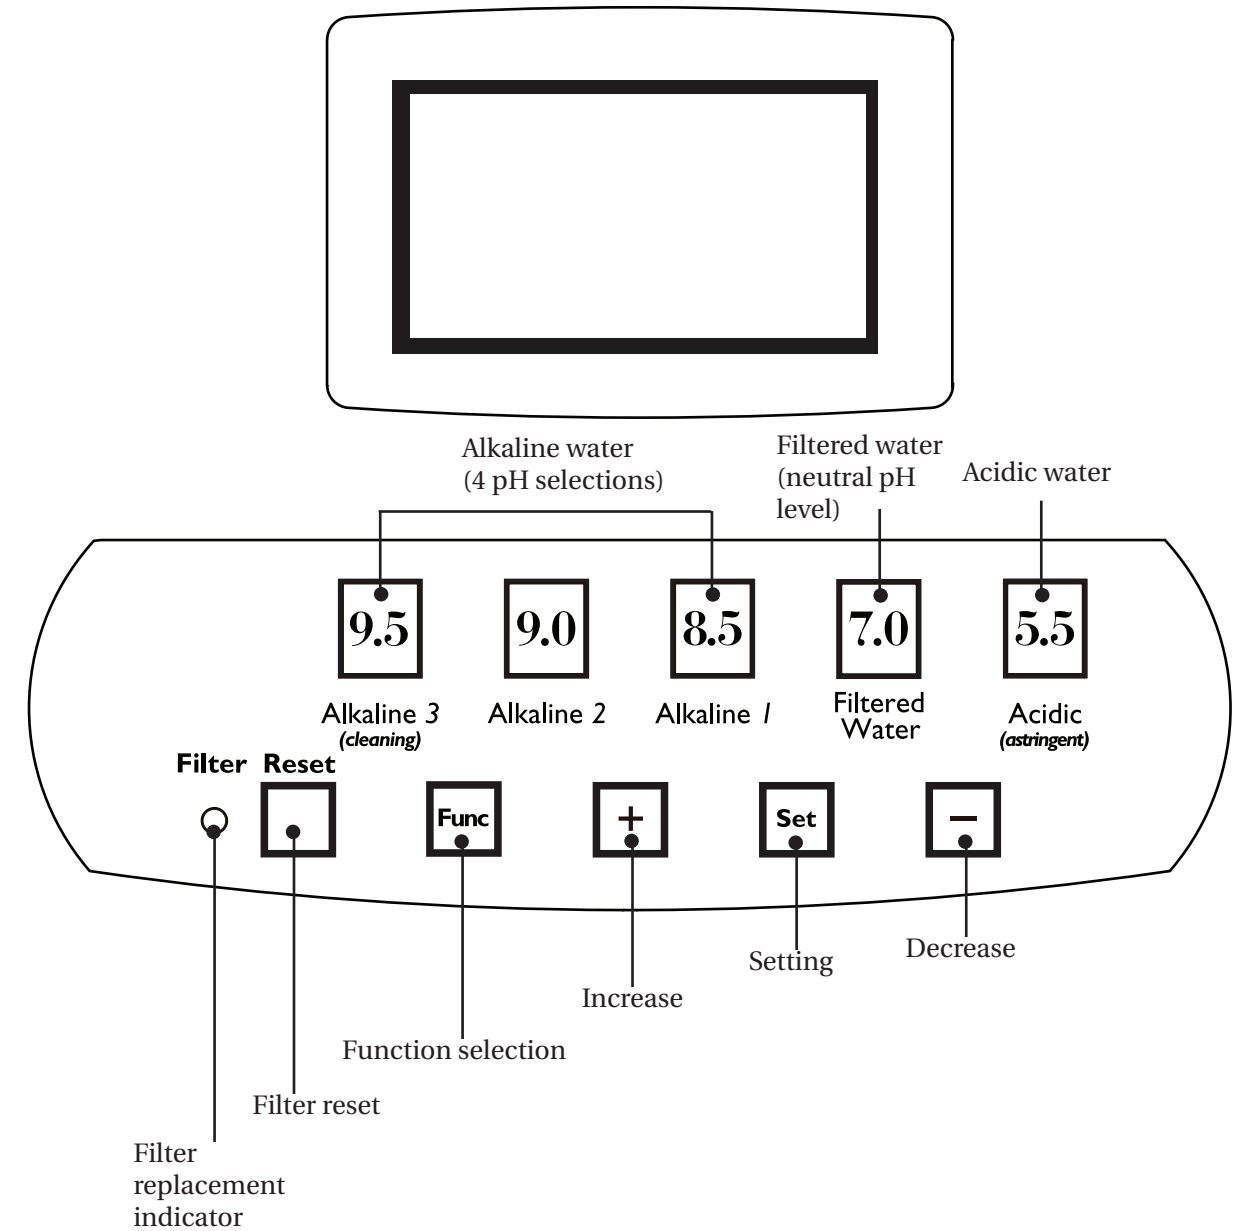 Alkaline water
(4 pH selections)
Filtered water
(neutral pH
level)
Acidic water
9.5
9.0
8.5
7.0
5.5
Alkaline 3
(cleaning)
Alkaline 2
Alkaline 1
Filtered
Water
Acidic
(astringent)
Filter Reset
Func
+
Set
−
Decrease
Setting
Increase
Function selection
Filter reset
Filter
replacement
indicator